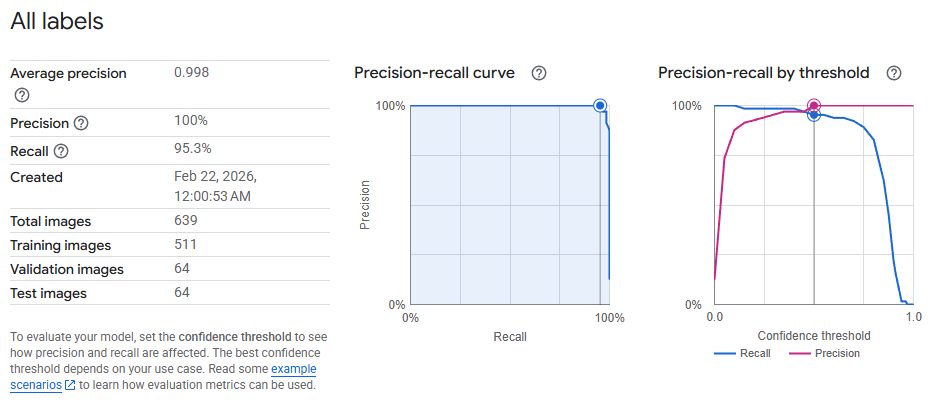 All labels
Average precision 0.998
Precision 100%
Recall 95.3%
Created Feb 22, 2026,
12:00:53 AM
Total images 639
Training images 511
Validation images 64
Test images 64
To evaluate your model, set the confidence threshold to see
how precision and recall are affected. The best confidence
threshold depends on your use case. Read some example
scenarios to learn how evaluation metrics can be used.
Precision-recall curve
100%
Precision
0%
0% 100%
Recall
Precision-recall by threshold
100%
0%
0.0 1.0
Confidence threshold
Recall Precision